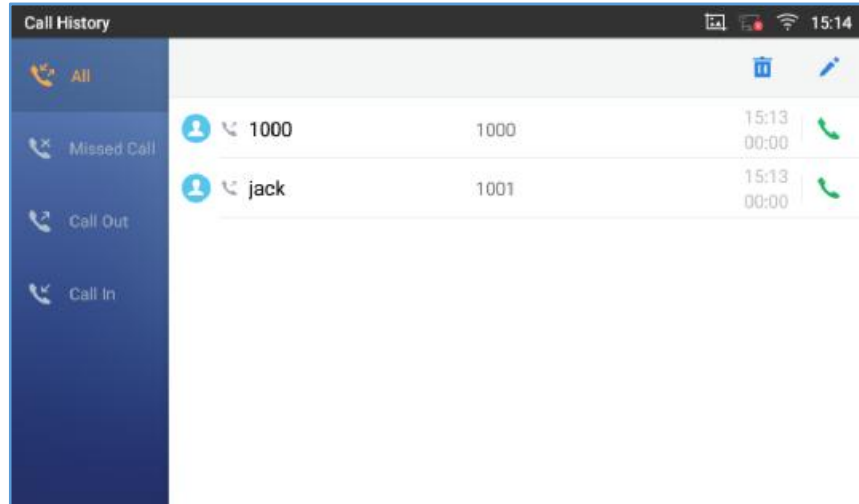 Call History 15:14
All
Missed Call
Call Out
Call In
1000 1000 15:13
00:00
jack 1001 15:13
00:00